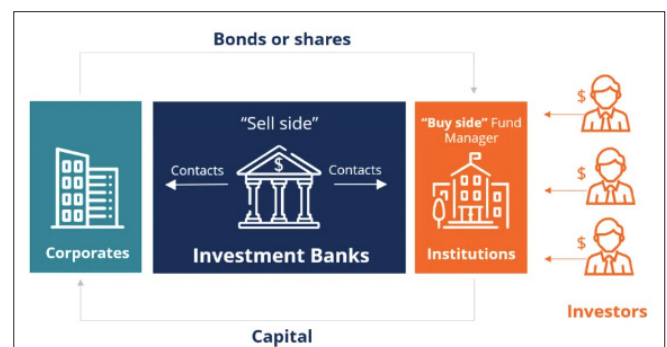 Bonds or shares
“Sell side”
Contacts
$
Contacts
Corporates
Investment Banks
“Buy side” Fund
Manager
Institutions
$
$
$
Investors
Capital